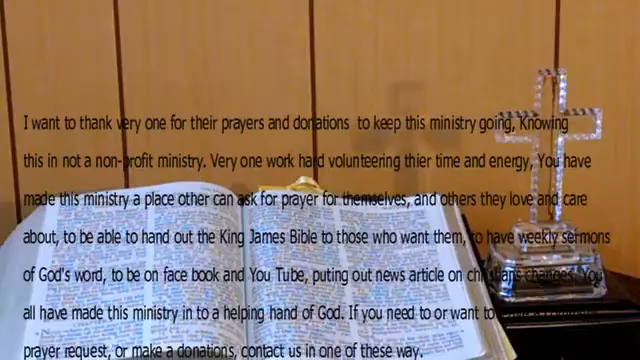 I want to thank very one for their prayers and donations to keep this ministry going, Knowing
this in not a non-profit ministry. Very one work hard volunteering thier time and energy, You have
made this ministry a place other can ask for prayer for themselves, and others they love and care
about, to be able to hand out the King James Bible to those who want them, to have weekly sermons
of God's word, to be on face book and You Tube, puting out news article on christians changes. You
all have made this ministry in to a helping hand of God. If you need to or want to leave a comment,
prayer request, or make a donations, contact us in one of these way.